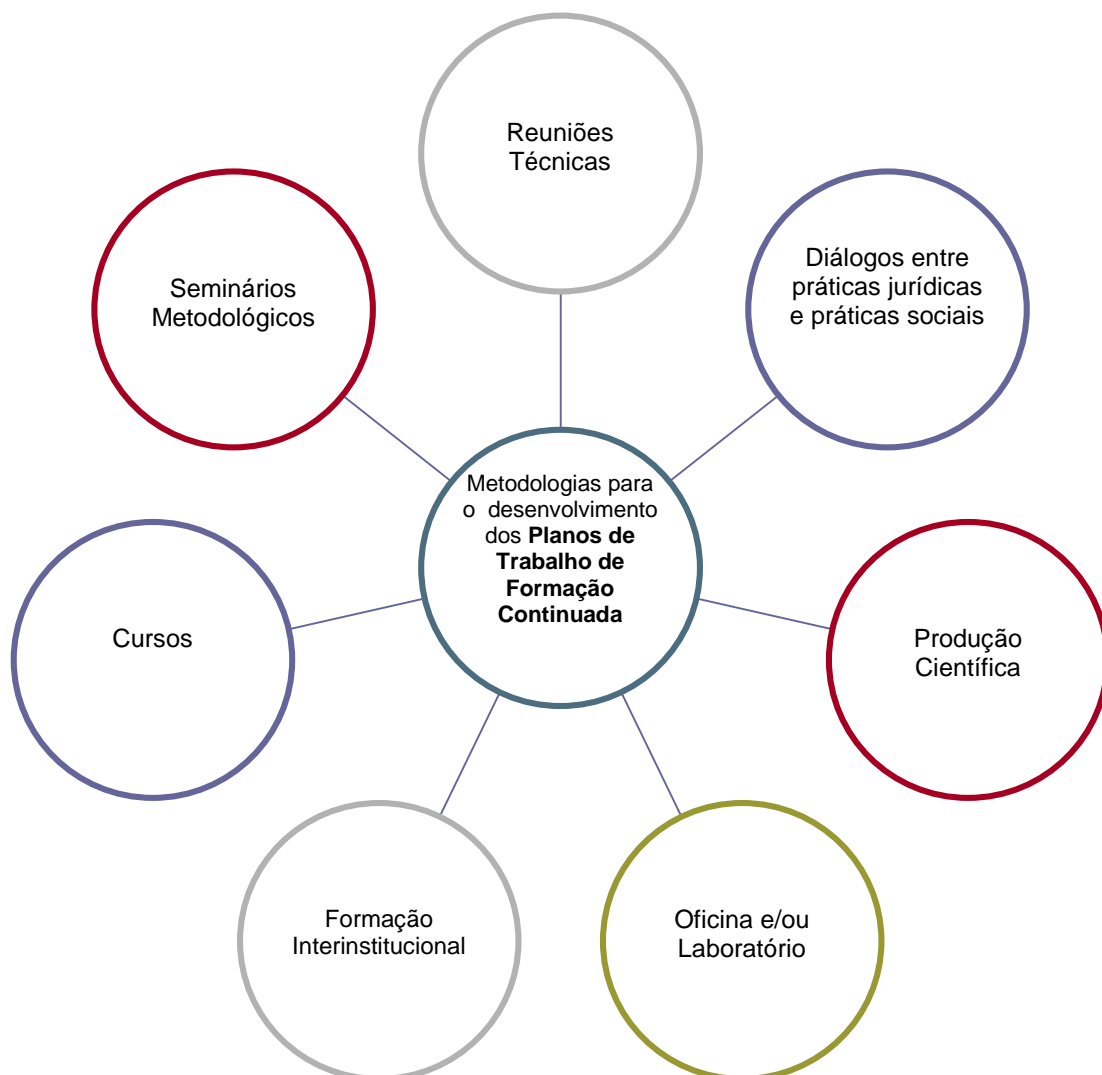 Reuniões
Técnicas
Diálogos entre
práticas jurídicas
e práticas sociais
Seminários
Metodológicos
Metodologias para
o desenvolvimento
dos Planos de
Trabalho de
Formação
Continuada
Cursos
Produção
Científica
Formação
Interinstitucional
Oficina e/ou
Laboratório